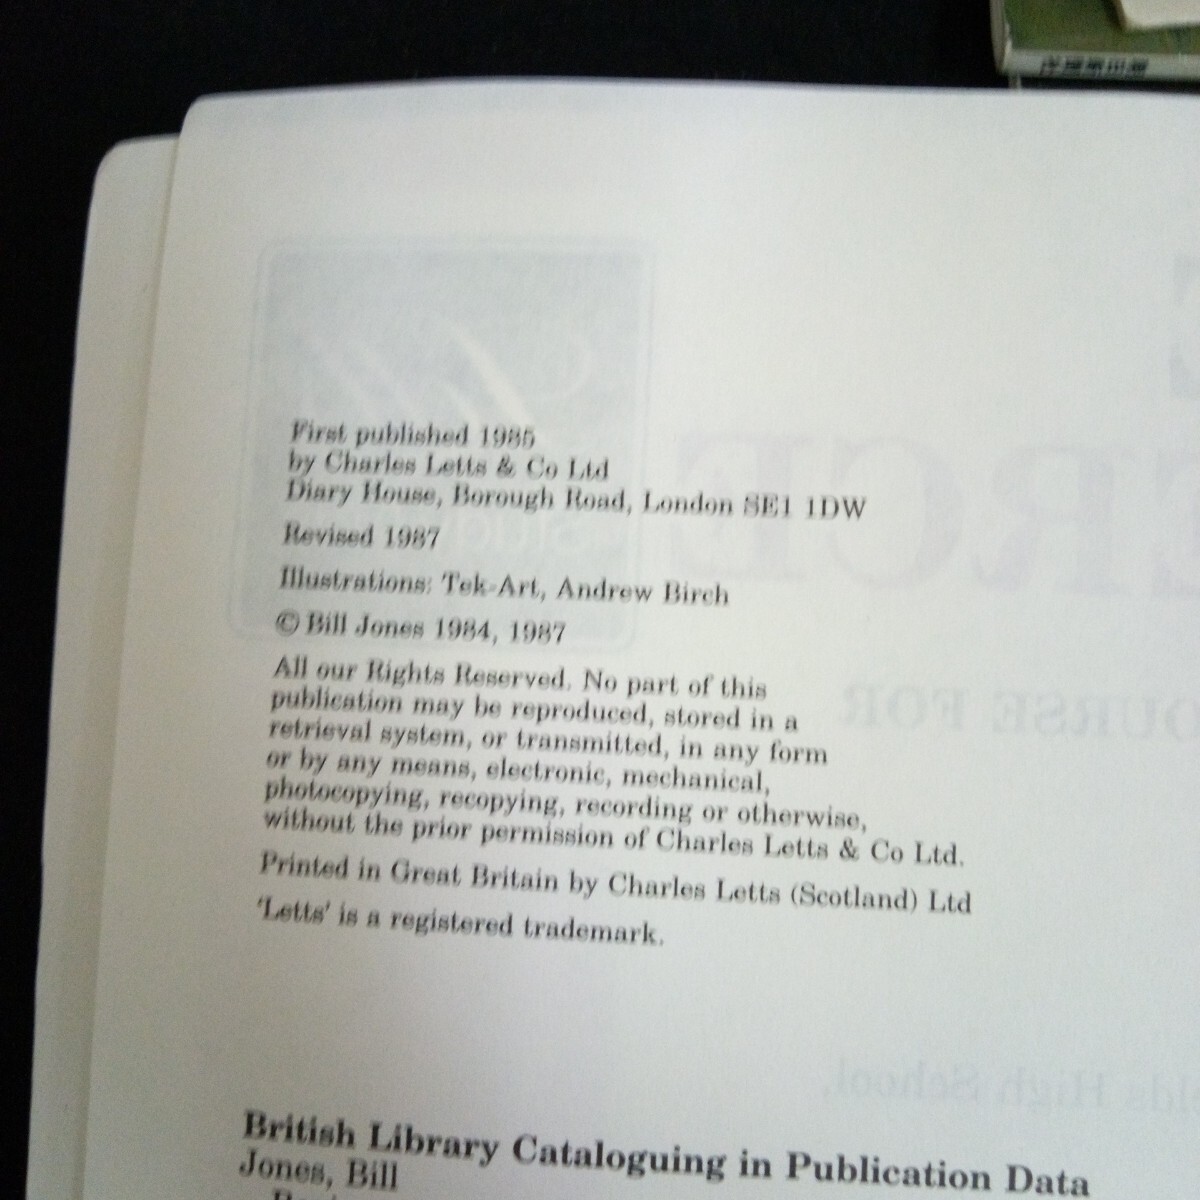 First published 1985
by Charles Letts & Co Ltd
Diary House, Borough Road, London SE1 1DW
Revised 1987
Illustrations: Tek-Art, Andrew Birch
© Bill Jones 1984, 1987
All our Rights Reserved. No part of this
publication may be reproduced, stored in a
retrieval system, or transmitted, in any form
or by any means, electronic, mechanical,
photocopying, recopying, recording or otherwise,
without the prior permission of Charles Letts & Co Ltd.
Printed in Great Britain by Charles Letts (Scotland) Ltd
'Letts' is a registered trademark.
British Library Cataloguing in Publication Data
Jones, Bill